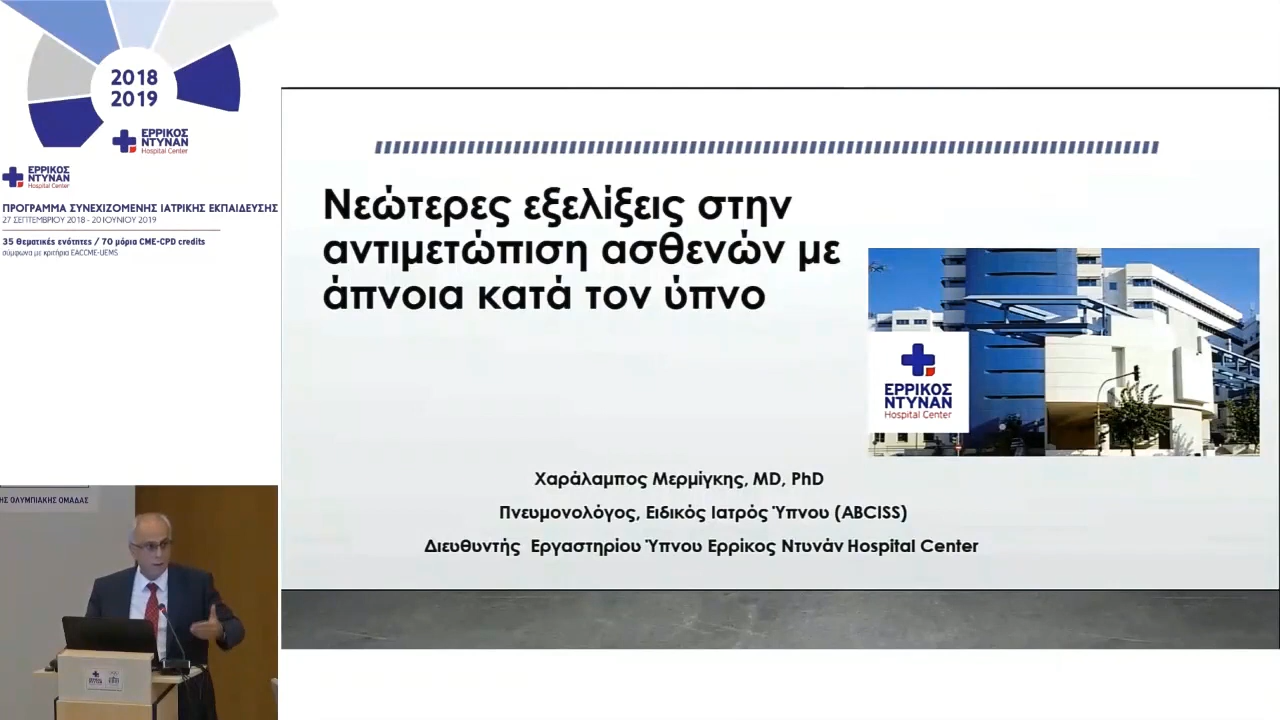 2018
2019
ΕΡΡΙΚΟΣ
ΝΤΥΝΑΝ
Hospital Center
ΕΡΡΙΚΟΣ
ΝΤΥΝΑΝ
Hospital Center
ΠΡΟΓΡΑΜΜΑ ΣΥΝΕΧΙΖΟΜΕΝΗΣ ΙΑΤΡΙΚΗΣ ΕΚΠΑΙΔΕΥΣΗΣ
27 ΣΕΠΤΕΜΒΡΙΟΥ 2018 - 20 ΙΟΥΝΙΟΥ 2019
35 θεματικές ενότητες / 70 μόρια CME-CPD credits
σύμφωνα με κριτήρια EACCME-UEMS
Νεώτερες εξελίξεις στην
αντιμετώπιση ασθενών με
άπνοια κατά τον ύπνο
ΕΡΡΙΚΟΣ
ΝΤΥΝΑΝ
Hospital Center
Χαράλαμπος Μερμίγκης, MD, PhD
Πνευμονολόγος, Ειδικός Ιατρός Ύπνου (ABCISS)
Διευθυντής Εργαστηρίου Ύπνου Ερρίκος Ντυνάν Hospital Center
ΗΣ ΟΛΥΜΠΙΑΚΗΣ ΟΜΑΔΑΣ